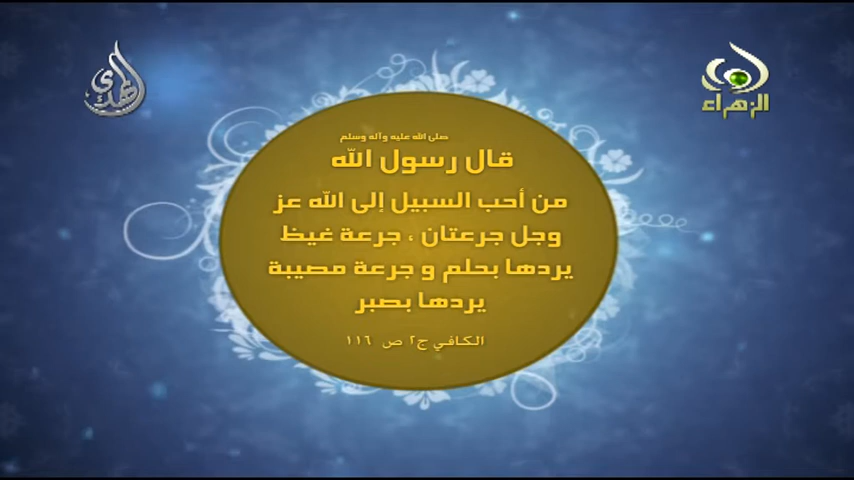 المهدي
الزهراء
صلى الله عليه وآله وسلم
قال رسول الله
من أحب السبيل إلى الله عز
وجل جرعتان ، جرعة غيظ
يردها بحلم و جرعة مصيبة
يردها بصبر
الكافي ج٢ ص ١١٦